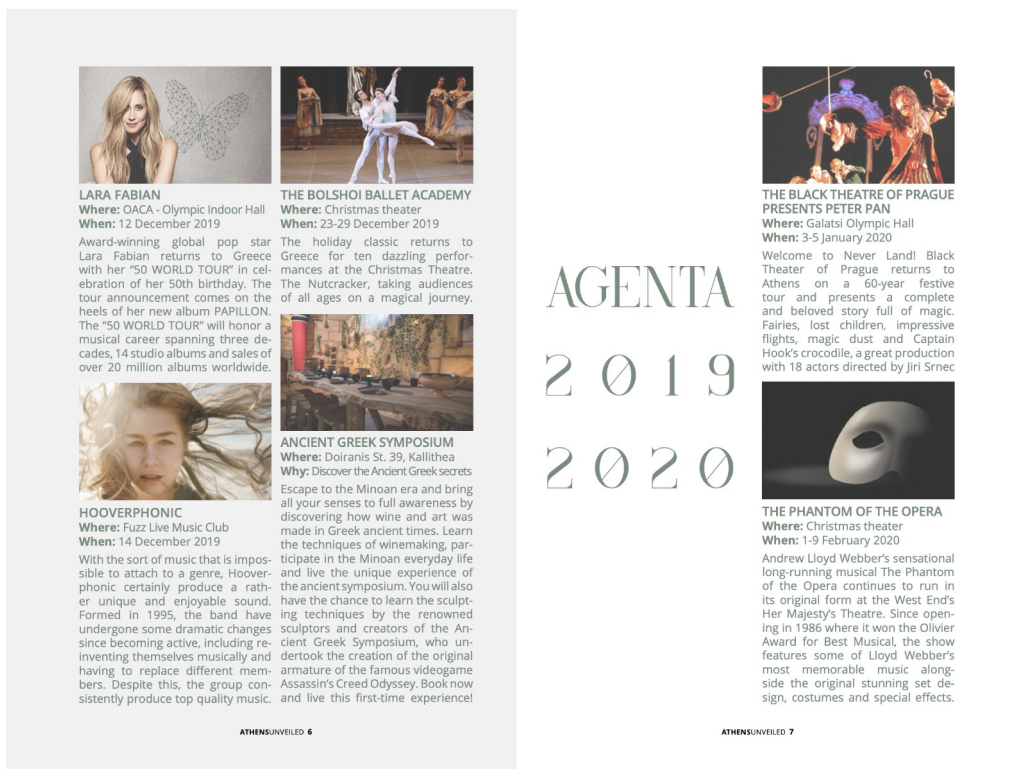 LARA FABIAN
Where: OACA - Olympic Indoor Hall
When: 12 December 2019
Award-winning global pop star
Lara Fabian returns to Greece
with her “50 WORLD TOUR” in cel-
ebration of her 50th birthday. The
tour announcement comes on the
heels of her new album PAPILLON.
The “50 WORLD TOUR” will honor a
musical career spanning three de-
cades, 14 studio albums and sales of
over 20 million albums worldwide.
HOOVERPHONIC
Where: Fuzz Live Music Club
When: 14 December 2019
With the sort of music that is impos-
sible to attach to a genre, Hoover-
phonic certainly produce a rath-
er unique and enjoyable sound.
Formed in 1995, the band have
undergone some dramatic changes
since becoming active, including re-
inventing themselves musically and
having to replace different mem-
bers. Despite this, the group con-
sistently produce top quality music.
THE BOLSHOI BALLET ACADEMY
Where: Christmas theater
When: 23-29 December 2019
The holiday classic returns to
Greece for ten dazzling perfor-
mances at the Christmas Theatre.
The Nutcracker, taking audiences
of all ages on a magical journey.
ANCIENT GREEK SYMPOSIUM
Where: Doiranis St. 39, Kallithea
Why: Discover the Ancient Greek secrets
Escape to the Minoan era and bring
all your senses to full awareness by
discovering how wine and art was
made in Greek ancient times. Learn
the techniques of winemaking, par-
ticipate in the Minoan everyday life
and live the unique experience of
the ancient symposium. You will also
have the chance to learn the sculpt-
ing techniques by the renowned
sculptors and creators of the An-
cient Greek Symposium, who un-
dertook the creation of the original
armature of the famous videogame
Assassin’s Creed Odyssey. Book now
and live this first-time experience!
ATHENSUNVEILED 6
AGENTA
2019
2020
THE BLACK THEATRE OF PRAGUE
PRESENTS PETER PAN
Where: Galatsi Olympic Hall
When: 3-5 January 2020
Welcome to Never Land! Black
Theater of Prague returns to
Athens on a 60-year festive
tour and presents a complete
and beloved story full of magic.
Fairies, lost children, impressive
flights, magic dust and Captain
Hook’s crocodile, a great production
with 18 actors directed by Jiri Srnec
THE PHANTOM OF THE OPERA
Where: Christmas theater
When: 1-9 February 2020
Andrew Lloyd Webber’s sensational
long-running musical The Phantom
of the Opera continues to run in
its original form at the West End’s
Her Majesty’s Theatre. Since open-
ing in 1986 where it won the Olivier
Award for Best Musical, the show
features some of Lloyd Webber’s
most memorable music along-
side the original stunning set de-
sign, costumes and special effects.
ATHENSUNVEILED 7